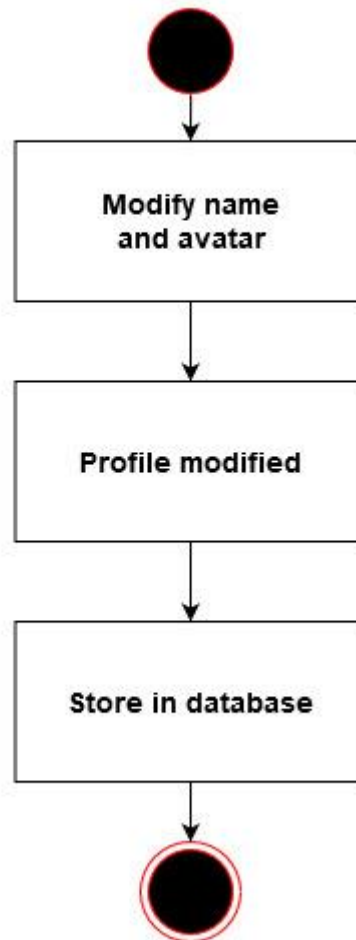 Modify name
and avatar
Profile modified
Store in database